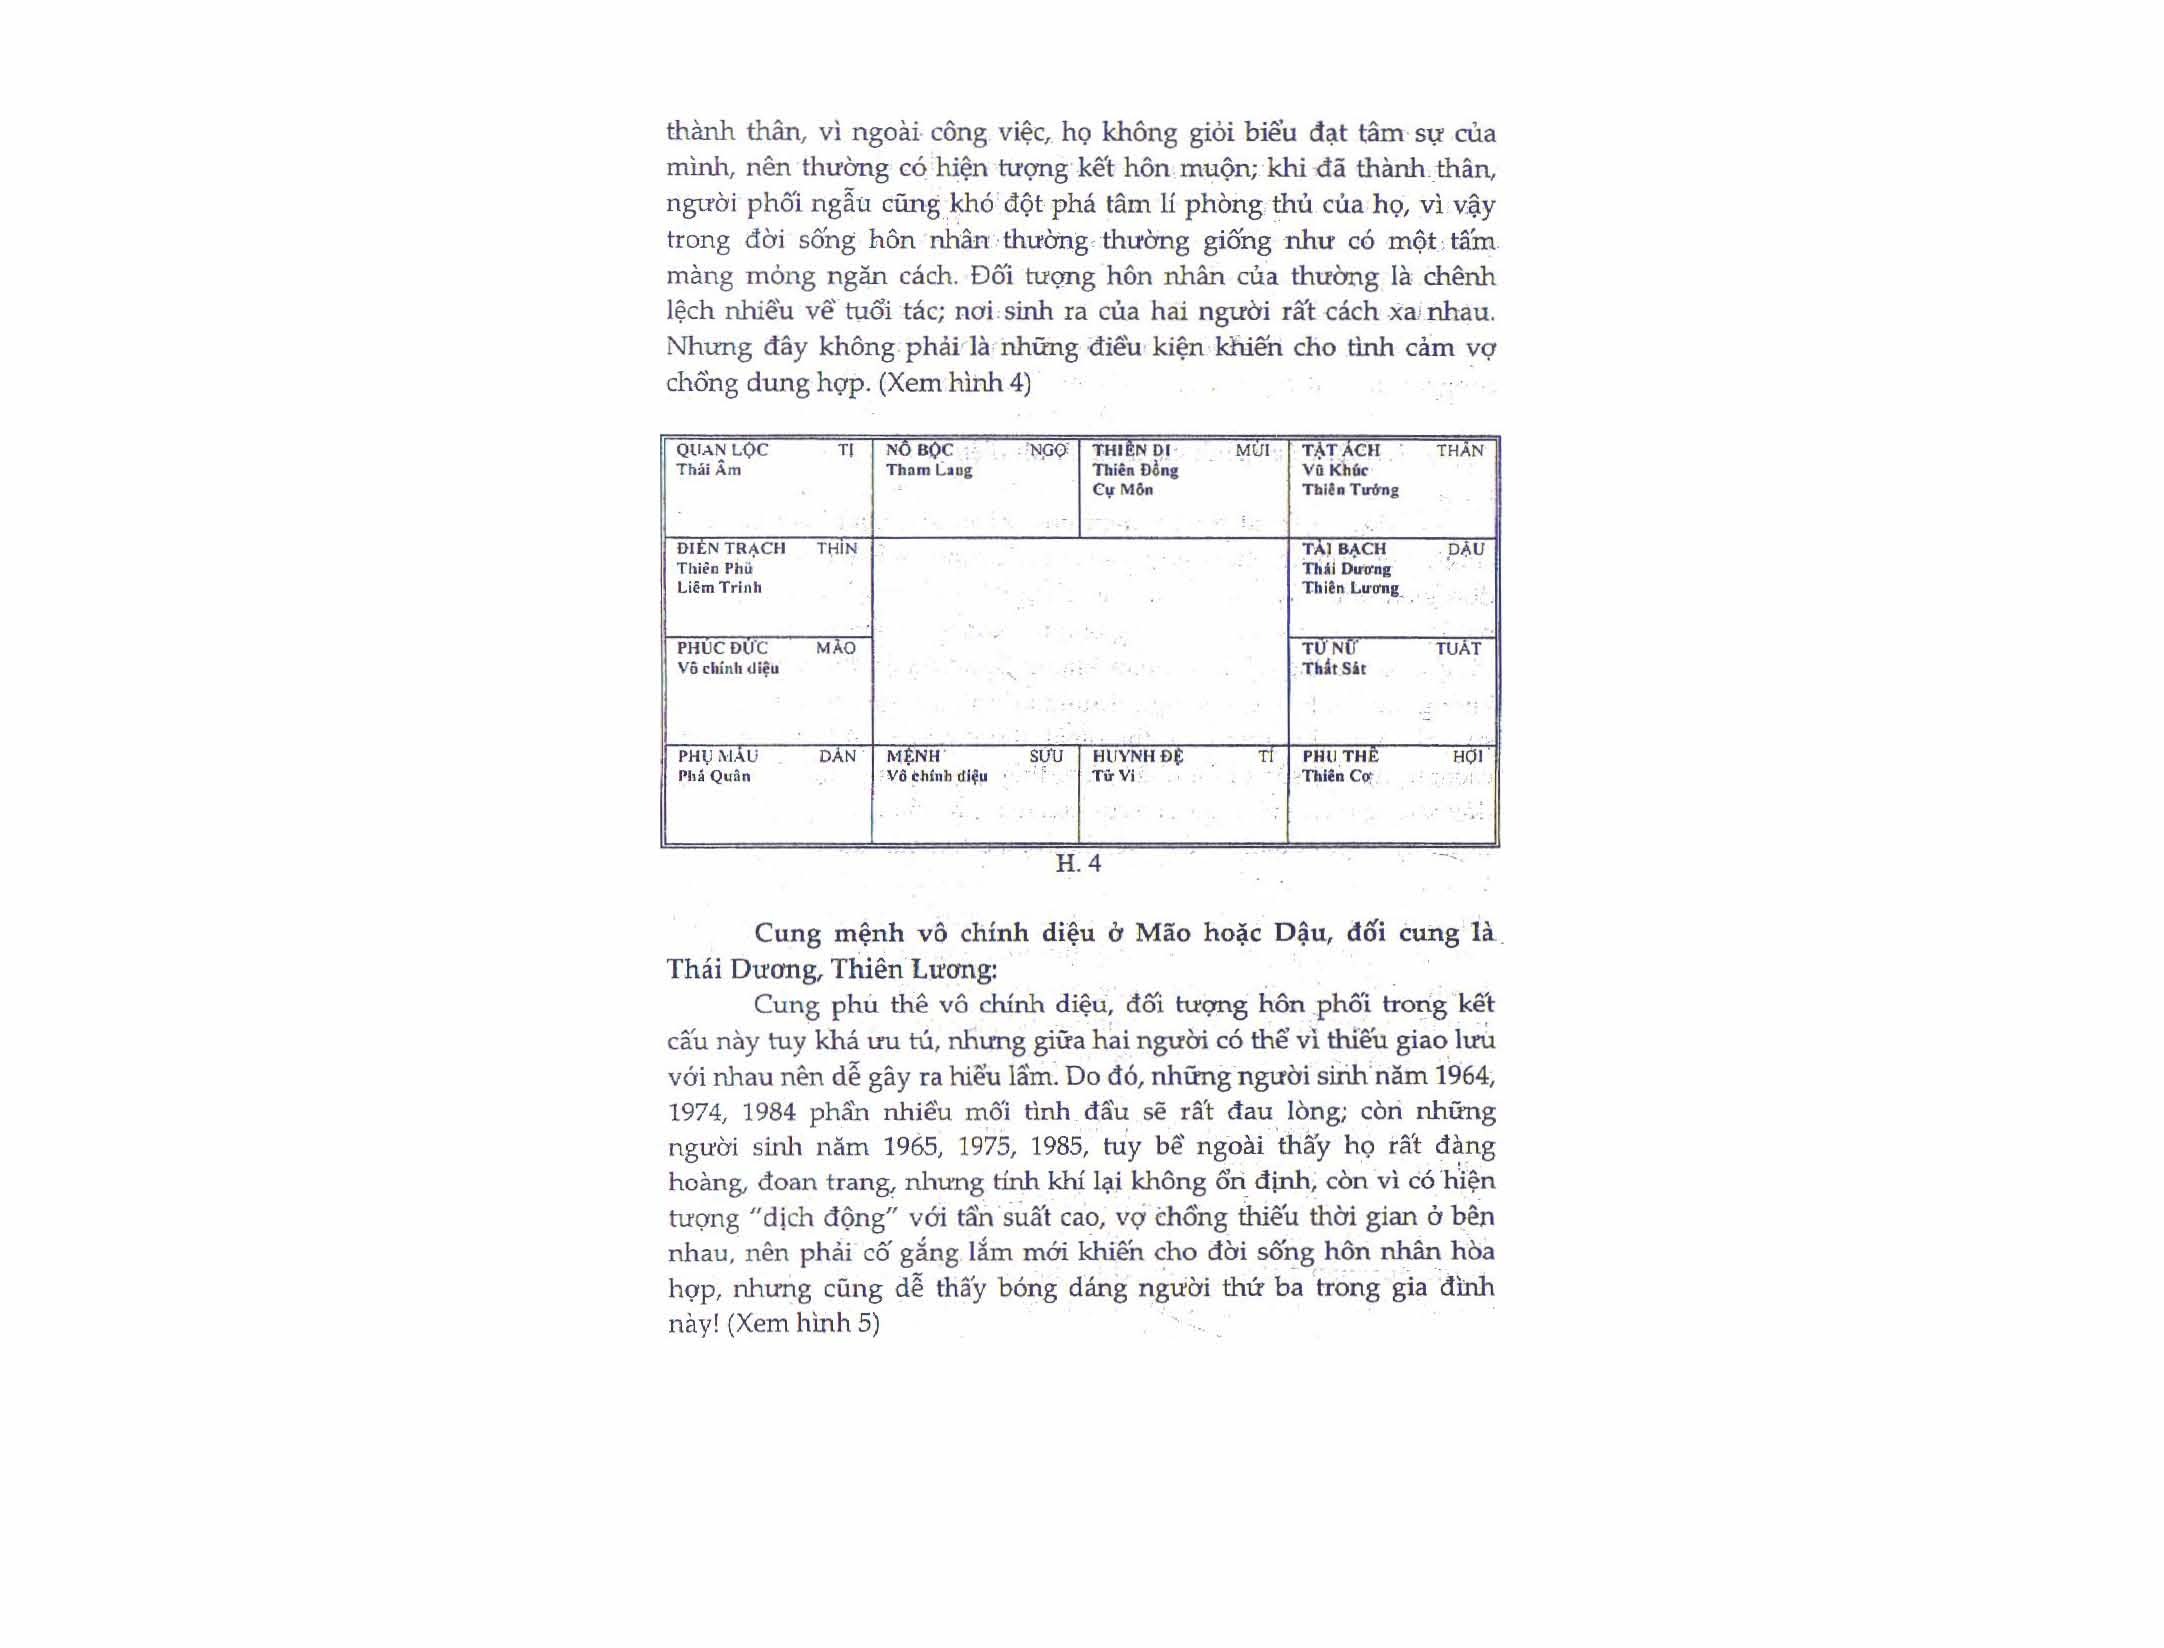 thành thân, vì ngoài công việc, họ không giỏi biểu đạt tâm sự của
mình, nên thường có hiện tượng kết hôn muộn; khi đã thành thân,
người phối ngẫu cũng khó đột phá tâm lí phòng thủ của họ, vì vậy
trong đời sống hôn nhân thường thường giống như có một tấm
màng mỏng ngăn cách. Đối tượng hôn nhân của thường là chênh
lệch nhiều về tuổi tác; nơi sinh ra của hai người rất cách xa nhau.
Nhưng đây không phải là những điều kiện khiến cho tình cảm vợ
chồng dung hợp. (Xem hình 4)
QUAN LỘC TỊ NÔ BỘC NGỌ THIÊN DI MÙI TẬT ÁCH THÂN
Thái Âm Tham Lang Thiên Đồng Vũ Khúc
Cự Môn Thiên Tướng
ĐIỀN TRẠCH THÌN TÀI BẠCH DẬU
Thiên Phủ Thái Dương
Liêm Trinh Thiên Lương
PHÚC ĐỨC MÃO TỬ NỮ TUẤT
Vô chính diệu Thất Sát
PHỤ MẪU DẦN MỆNH SỬU HUYNH ĐỆ TÍ PHU THÊ HỢI
Phá Quân Vô chính diệu Tử Vi Thiên Cơ
H. 4
Cung mệnh vô chính diệu ở Mão hoặc Dậu, đối cung là
Thái Dương, Thiên Lương:
Cung phu thê vô chính diệu, đối tượng hôn phối trong kết
cấu này tuy khá ưu tú, nhưng giữa hai người có thể vì thiếu giao lưu
với nhau nên dễ gây ra hiểu lầm. Do đó, những người sinh năm 1964,
1974, 1984 phần nhiều mối tình đầu sẽ rất đau lòng; còn những
người sinh năm 1965, 1975, 1985, tuy bề ngoài thấy họ rất đàng
hoàng, đoan trang, nhưng tính khí lại không ổn định, còn vì có hiện
tượng "dịch động" với tần suất cao, vợ chồng thiếu thời gian ở bên
nhau, nên phải cố gắng lắm mới khiến cho đời sống hôn nhân hòa
hợp, nhưng cũng dễ thấy bóng dáng người thứ ba trong gia đình
này! (Xem hình 5)